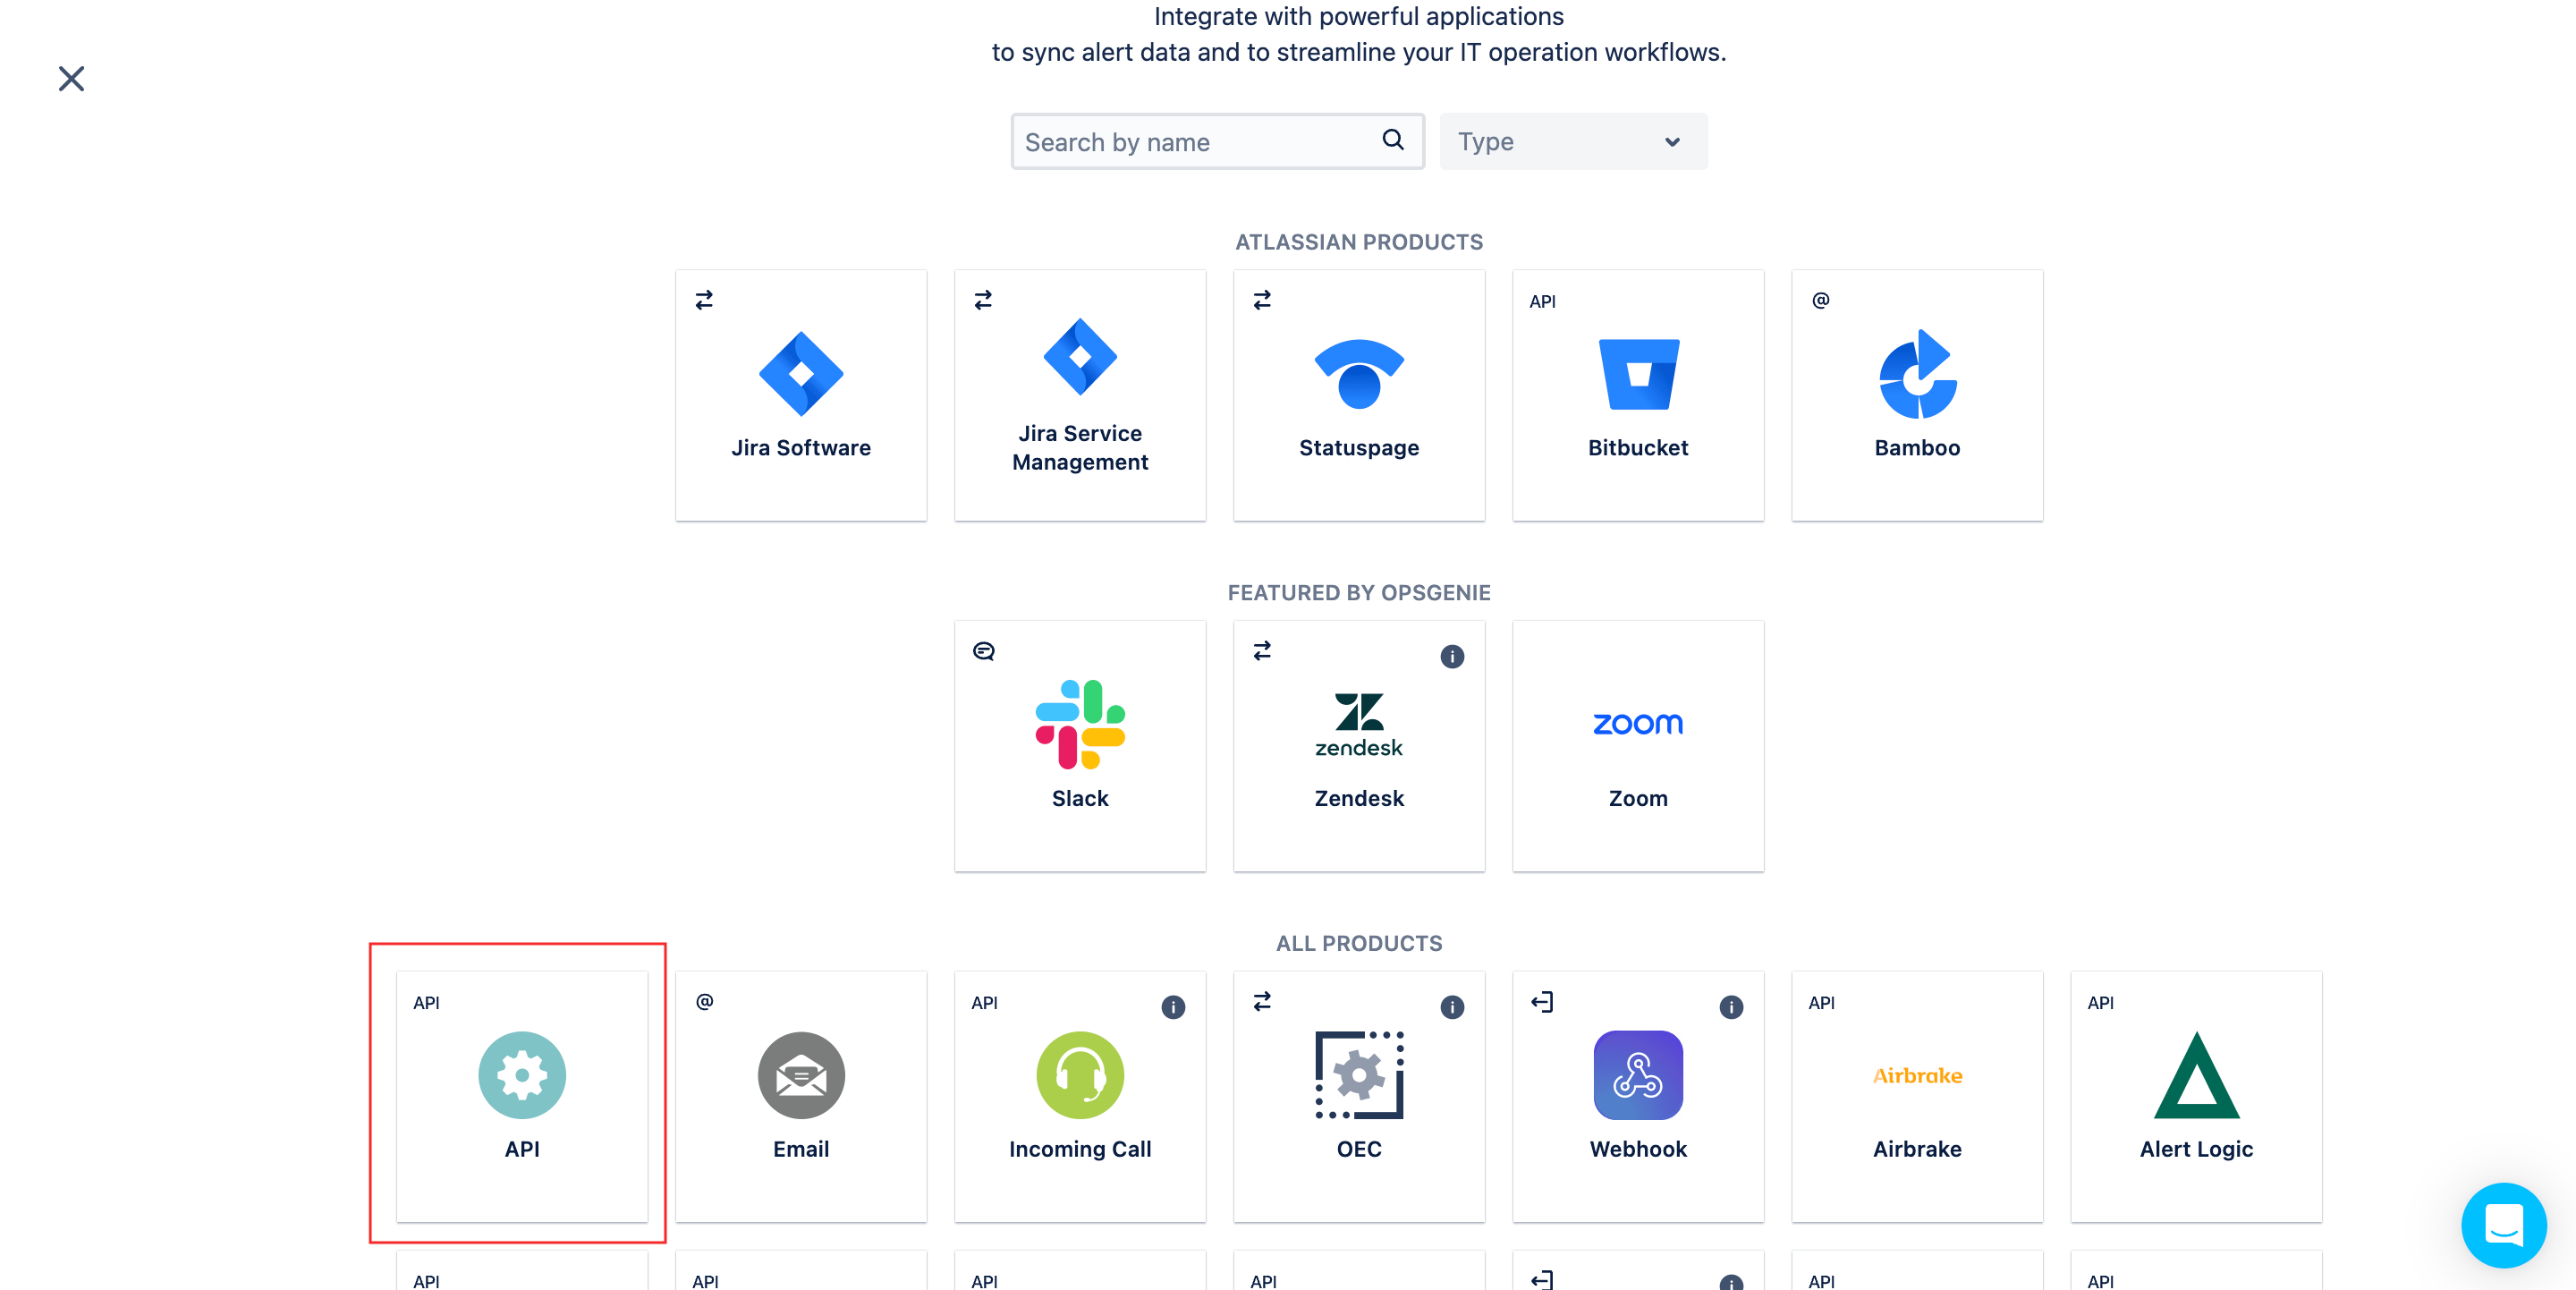 Integrate with powerful applications
to sync alert data and to streamline your IT operation workflows.
Search by name
Type
ATLASSIAN PRODUCTS
API
@
Jira Software
Jira Service
Management
Statuspage
Bitbucket
Bamboo
FEATURED BY OPSGENIE
zendesk
zoom
Slack
Zendesk
Zoom
ALL PRODUCTS
API
@
API
API
API
Airbrake
API
Email
Incoming Call
OEC
Webhook
Airbrake
Alert Logic
API
API
API
API
API
API